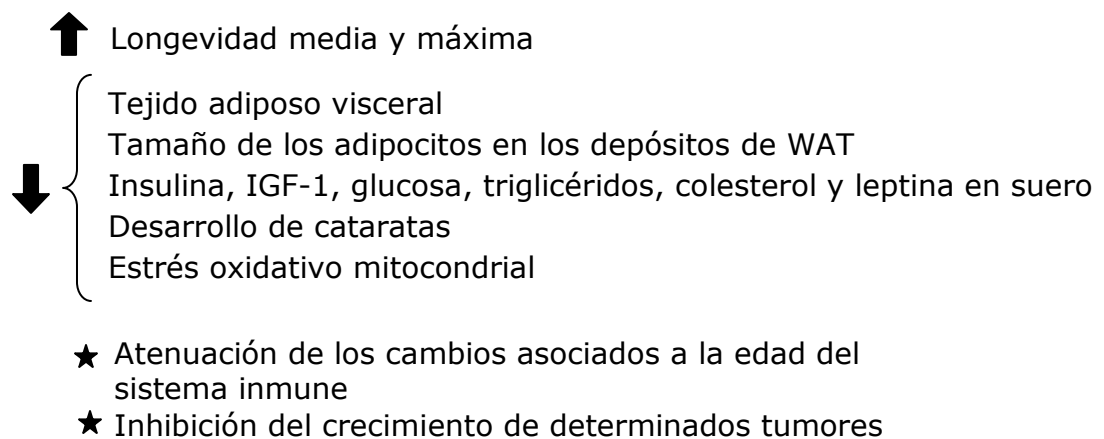 Longevidad media y máxima
Tejido adiposo visceral
Tamaño de los adipocitos en los depósitos de WAT
Insulina, IGF-1, glucosa, triglicéridos, colesterol y leptina en suero
Desarrollo de cataratas
Estrés oxidativo mitocondrial
Atenuación de los cambios asociados a la edad del
sistema inmune
Inhibición del crecimiento de determinados tumores